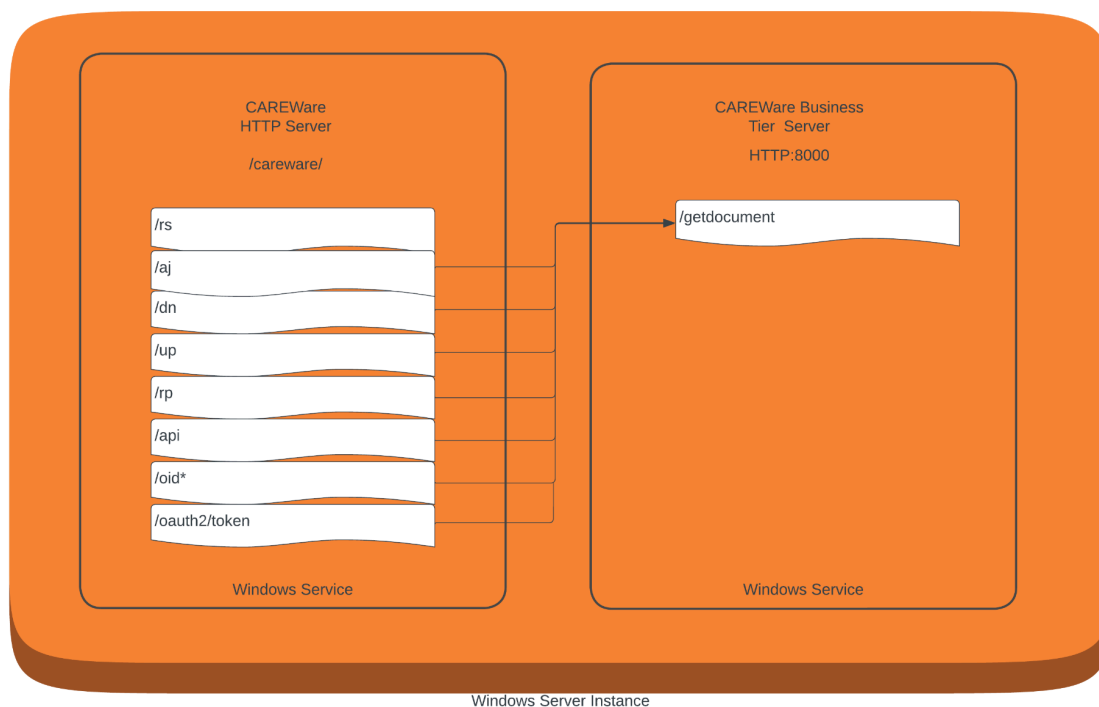 CAREWare
HTTP Server
/careware/
/rs
/aj
/dn
/up
/rp
/api
/oid*
/oauth2/token
Windows Service
CAREWare Business
Tier Server
HTTP:8000
/getdocument
Windows Service
Windows Server Instance